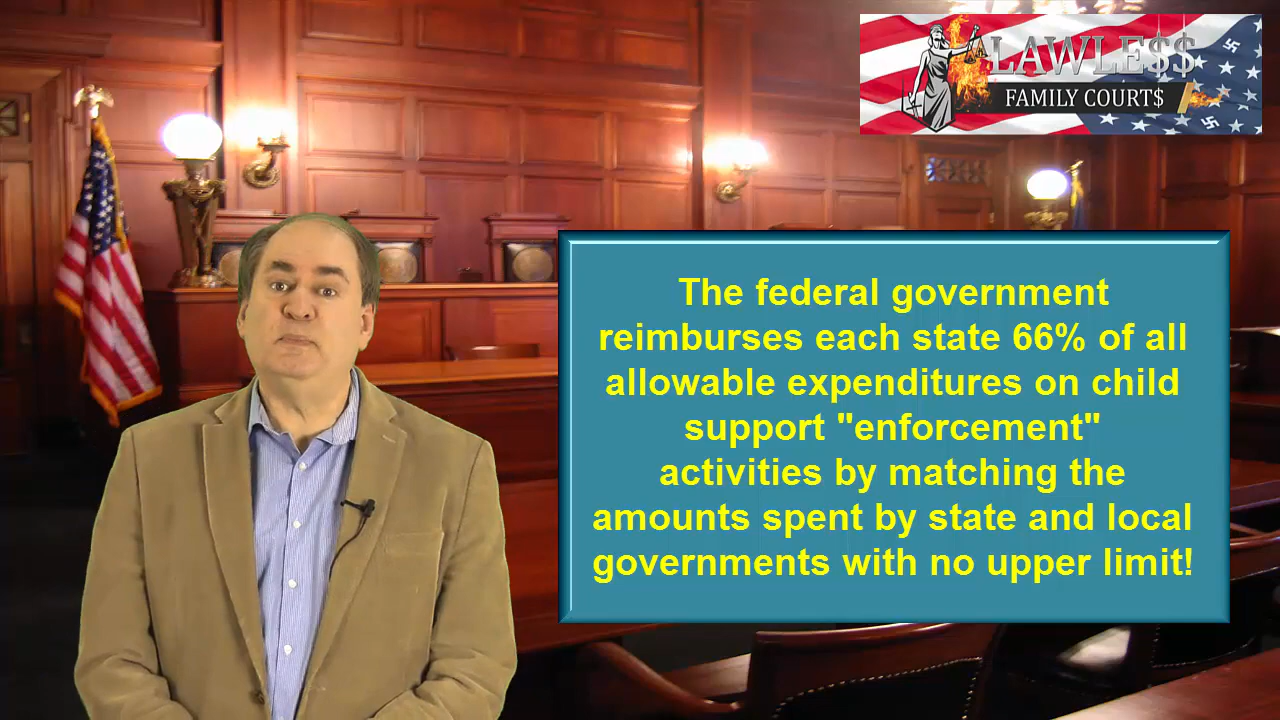 LAWLE$$
FAMILY COURT$
The federal government
reimburses each state 66% of all
allowable expenditures on child
support "enforcement"
activities by matching the
amounts spent by state and local
governments with no upper limit!